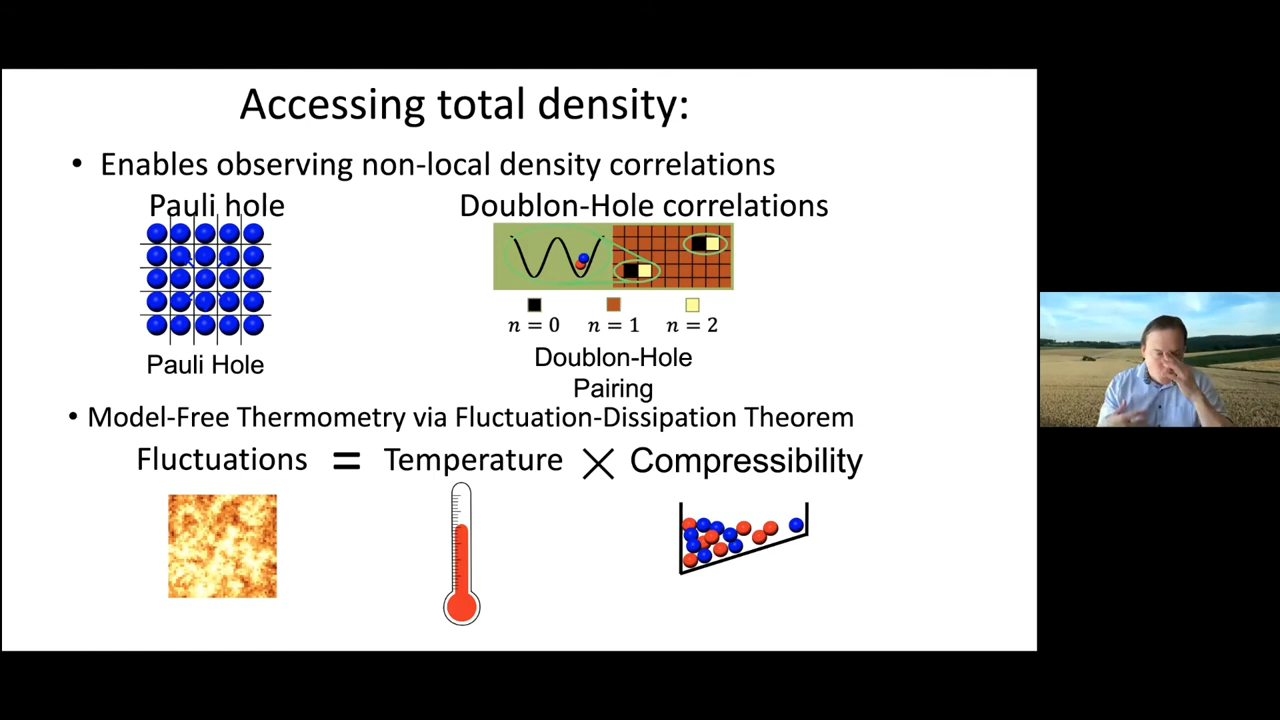 Accessing total density:
• Enables observing non-local density correlations
Pauli hole
Doublon-Hole correlations
n = 0 n = 1 n = 2
Pauli Hole
Doublon-Hole
Pairing
• Model-Free Thermometry via Fluctuation-Dissipation Theorem
Fluctuations = Temperature × Compressibility